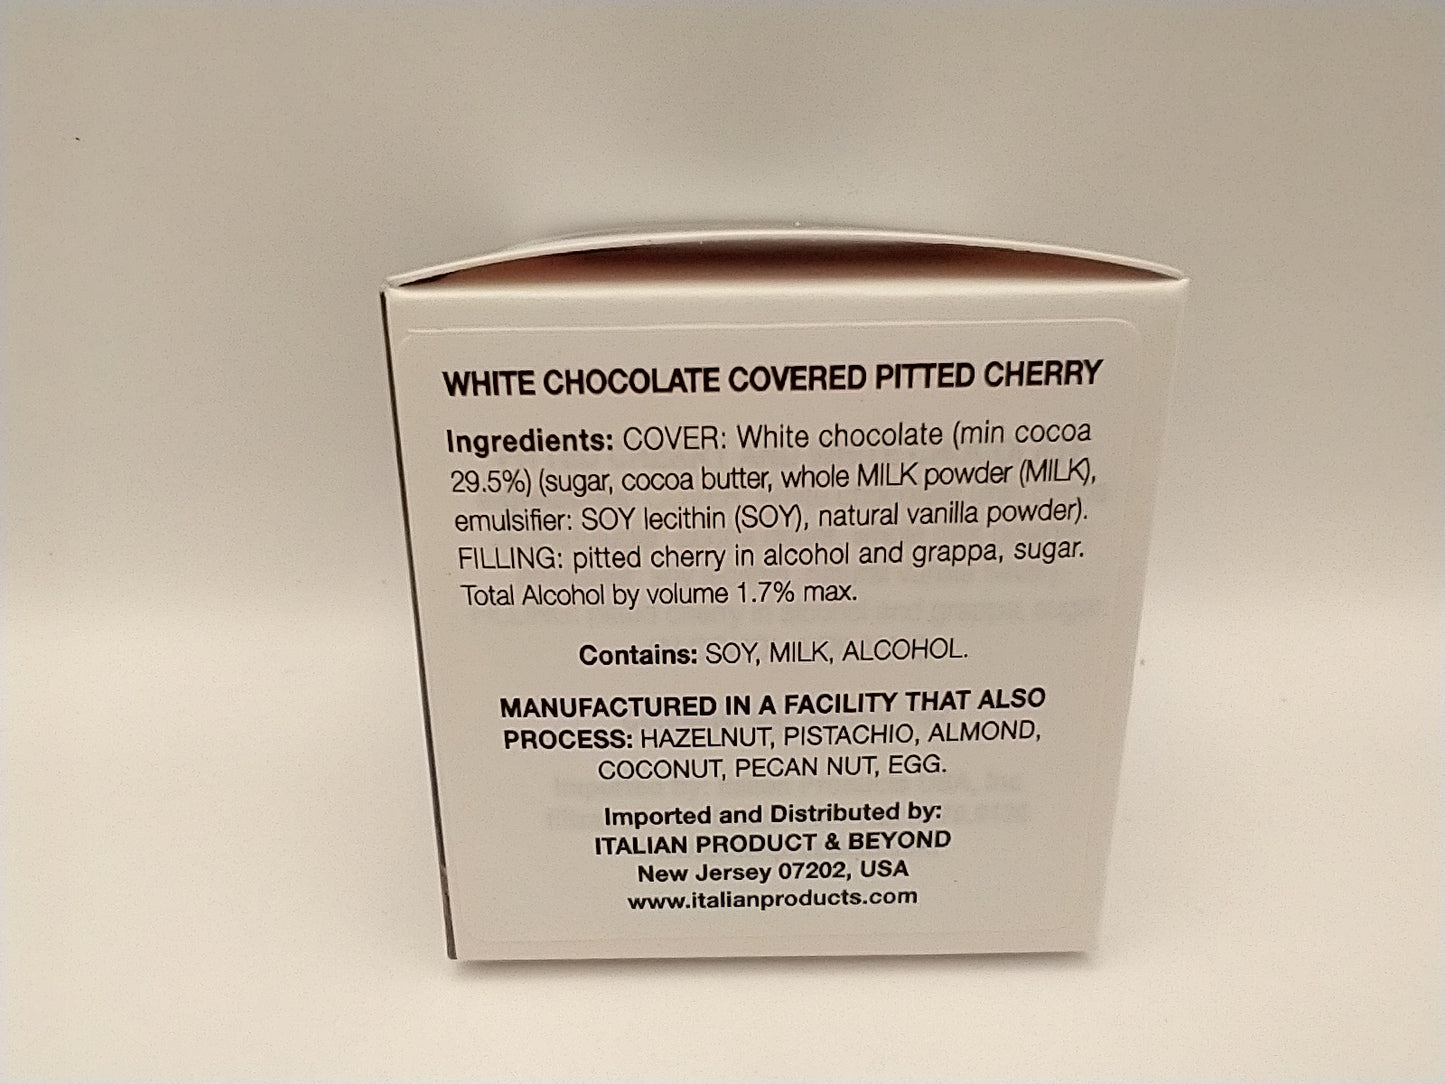 WHITE CHOCOLATE COVERED PITTED CHERRY
Ingredients: COVER: White chocolate (min cocoa
29.5%) (sugar, cocoa butter, whole MILK powder (MILK),
emulsifier: SOY lecithin (SOY), natural vanilla powder).
FILLING: pitted cherry in alcohol and grappa, sugar.
Total Alcohol by volume 1.7% max.
Contains: SOY, MILK, ALCOHOL.
MANUFACTURED IN A FACILITY THAT ALSO
PROCESS: HAZELNUT, PISTACHIO, ALMOND,
COCONUT, PECAN NUT, EGG.
Imported and Distributed by:
ITALIAN PRODUCT & BEYOND
New Jersey 07202, USA
www.italianproducts.com